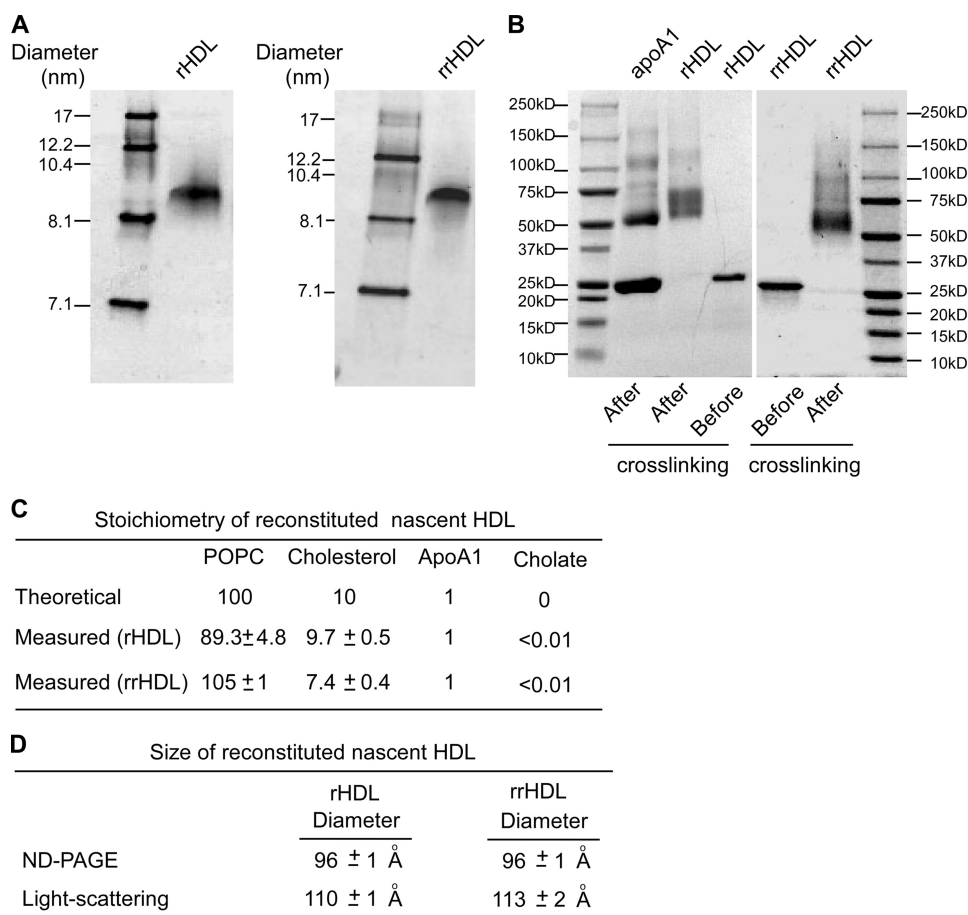 A
Diameter
(nm)
rHDL
17
12.2
10.4
8.1
7.1
Diameter
(nm)
rrHDL
17
12.2
10.4
8.1
7.1
B
apoA1
rHDL
rHDL
rrHDL
rrHDL
250kD
150kD
100kD
75kD
50kD
37kD
25kD
20kD
15kD
10kD
250kD
150kD
100kD
75kD
50kD
37kD
25kD
20kD
15kD
10kD
After
After
Before
Before
After
crosslinking
crosslinking
C
Stoichiometry of reconstituted nascent HDL
POPC Cholesterol ApoA1 Cholate
Theoretical 100 10 1 0
Measured (rHDL) 89.3±4.8 9.7 ± 0.5 1 <0.01
Measured (rrHDL) 105 ±1 7.4 ± 0.4 1 <0.01
D
Size of reconstituted nascent HDL
rHDL rrHDL
Diameter Diameter
ND-PAGE 96 ± 1 Å 96 ± 1 Å
Light-scattering 110 ± 1 Å 113 ± 2 Å